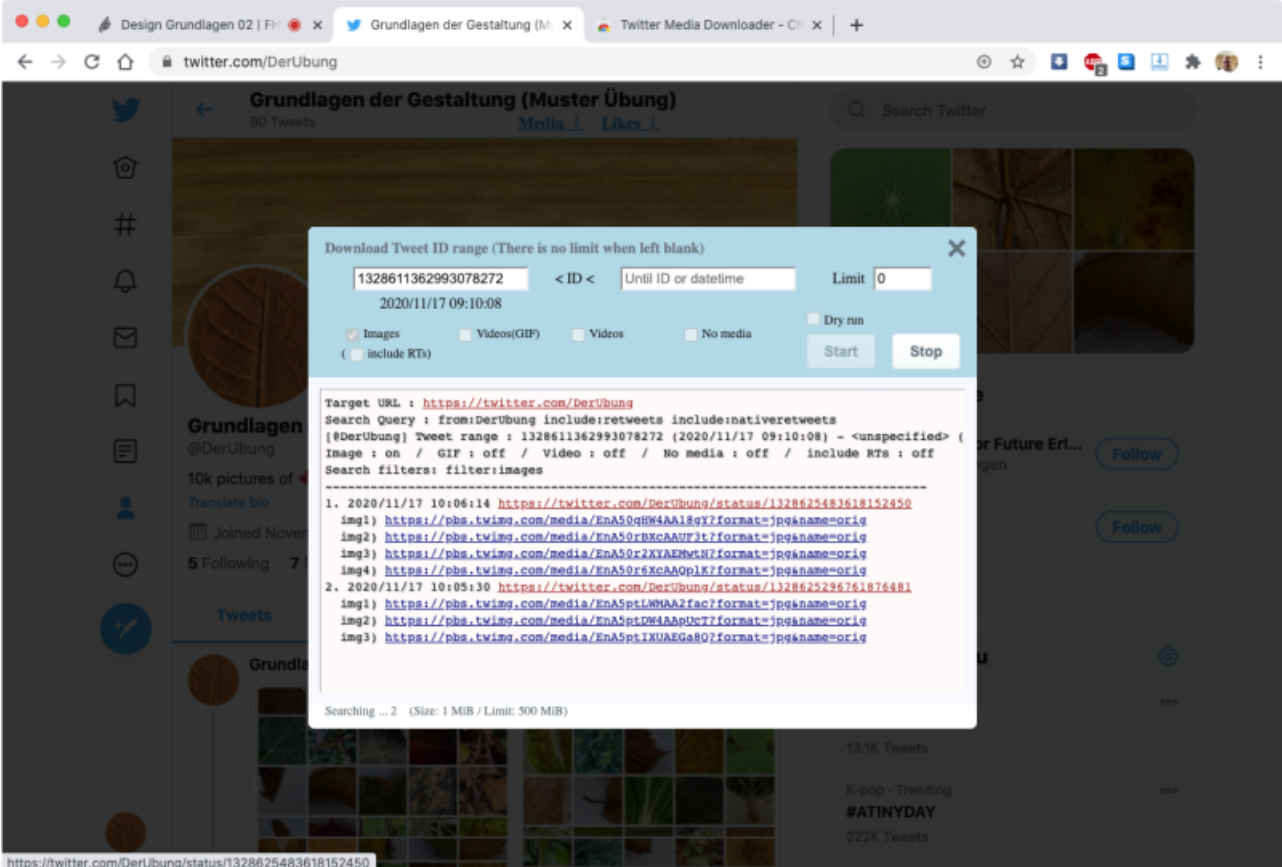 Design Grundlagen 02 | FH
Grundlagen der Gestaltung (Mu
Twitter Media Downloader - Ch
twitter.com/DerUbung
2
Grundlagen der Gestaltung (Muster Übung)
90 Tweets
Media Likes
Search Twitter
Download Tweet ID range (There is no limit when left blank)
1328611362993078272 < ID < Until ID or datetime Limit 0
2020/11/17 09:10:08
Dry run
Images Videos(GIF) Videos No media
( include RTs)
Start Stop
Target URL : https://twitter.com/DerUbung
Search Query : from:DerUbung include:retweets include:nativeretweets
[@DerUbung] Tweet range : 1328611362993078272 (2020/11/17 09:10:08) - <unspecified> (
Image : on / GIF : off / Video : off / No media : off / include RTs : off
Search filters: filter:images
1. 2020/11/17 10:06:14 https://twitter.com/DerUbung/status/1328625483618152450
img1) https://pbs.twimg.com/media/EnA50qHW4AA18gY?format=jpg&name=orig
img2) https://pbs.twimg.com/media/EnA50rBXcAAUF3t?format=jpg&name=orig
img3) https://pbs.twimg.com/media/EnA50r2XYAEMwtN?format=jpg&name=orig
img4) https://pbs.twimg.com/media/EnA50r6XcAAQplK?format=jpg&name=orig
2. 2020/11/17 10:05:30 https://twitter.com/DerUbung/status/1328625296761876481
img1) https://pbs.twimg.com/media/EnA5ptLWMAA2fac?format=jpg&name=orig
img2) https://pbs.twimg.com/media/EnA5ptDW4AApUcT?format=jpg&name=orig
img3) https://pbs.twimg.com/media/EnA5ptIXUAEGa8Q?format=jpg&name=orig
Searching ... 2 (Size: 1 MiB / Limit: 500 MiB)
Grundlagen
@DerUbung
10k pictures of
Translate bio
Joined Nover
5 Following 7
Tweets
Grundla
or Future Erl...
gen
Follow
Follow
u
13.1K Tweets
K-pop · Trending
#ATINYDAY
222K Tweets
https://twitter.com/DerUbung/status/1328625483618152450